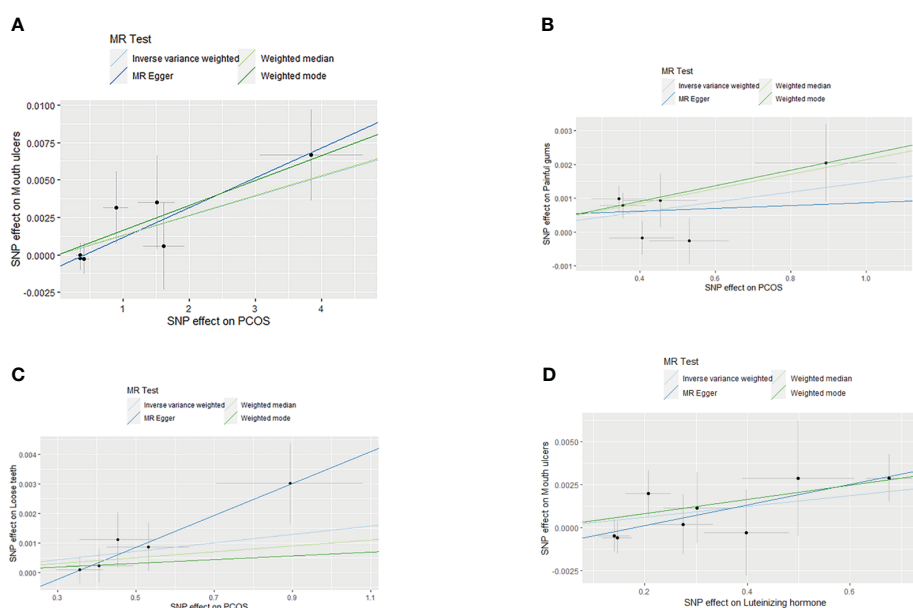 A
MR Test
Inverse variance weighted
Weighted median
MR Egger
Weighted mode
SNP effect on Mouth ulcers
0.0100
0.0075
0.0050
0.0025
0.0000
-0.0025
1
2
3
4
SNP effect on PCOS
B
MR Test
Inverse variance weighted
Weighted median
MR Egger
Weighted mode
SNP effect on Painful gums
0.003
0.002
0.001
0.000
-0.001
0.4
0.6
0.8
1.0
SNP effect on PCOS
C
MR Test
Inverse variance weighted
Weighted median
MR Egger
Weighted mode
SNP effect on Loose teeth
0.004
0.003
0.002
0.001
0.000
0.3
0.5
0.7
0.9
1.1
SNP effect on PCOS
D
MR Test
Inverse variance weighted
Weighted median
MR Egger
Weighted mode
SNP effect on Mouth ulcers
0.0050
0.0025
0.0000
-0.0025
0.2
0.4
0.6
SNP effect on Luteinizing hormone